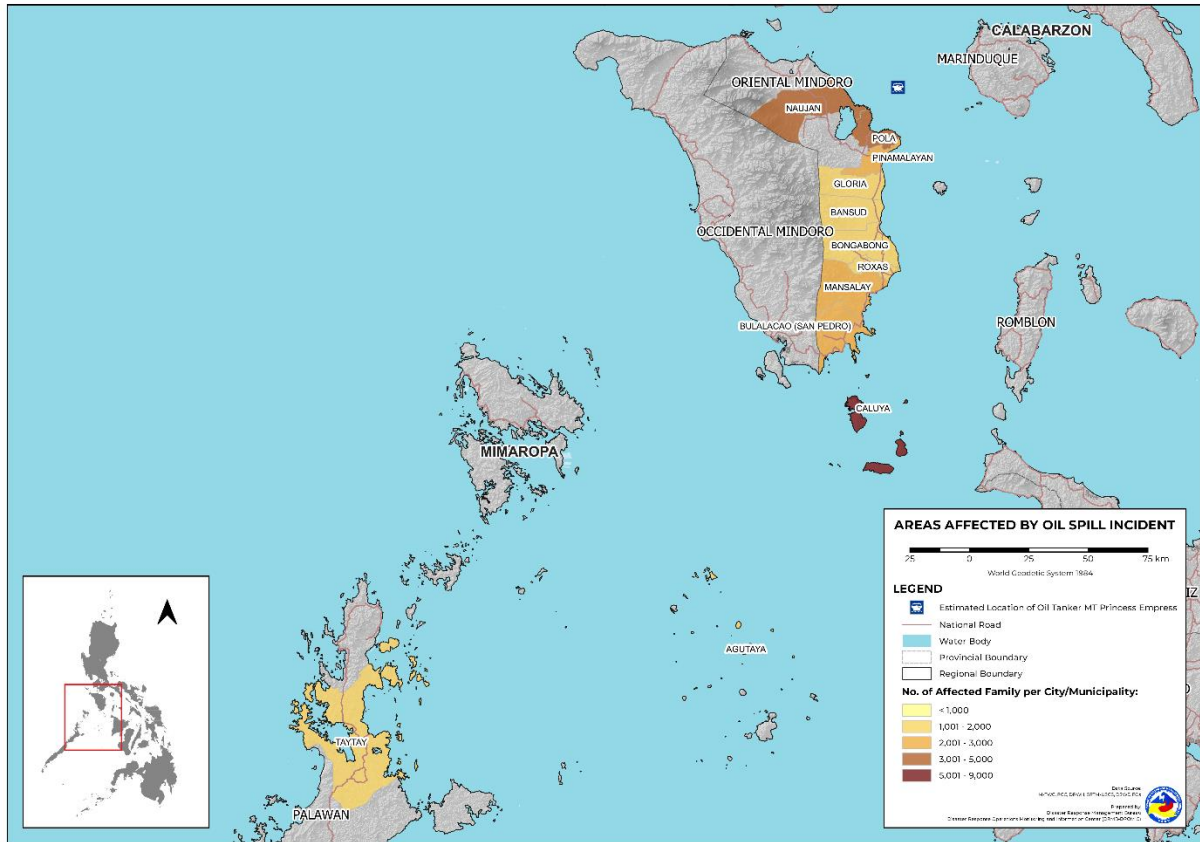 CALABARZON
MARINDUQUE
ORIENTAL MINDORO
NAUJAN
POLA
PINAMALAYAN
GLORIA
BANSUD
OCCIDENTAL MINDORO
BONGABONG
ROXAS
MANSALAY
BULALACAO (SAN PEDRO)
ROMBLON
CALUYA
MIMAROPA
AGUTAYA
TAYTAY
PALAWAN
AREAS AFFECTED BY OIL SPILL INCIDENT
25 0 25 50 75 km
World Geodetic System 1984
LEGEND
Estimated Location of Oil Tanker MT Princess Empress
National Road
Water Body
Provincial Boundary
Regional Boundary
No. of Affected Family per City/Municipality:
< 1,000
1,001 - 2,000
2,001 - 3,000
3,001 - 5,000
5,001 - 9,000
Data Source
Prepared by
Disaster Response Management Bureau